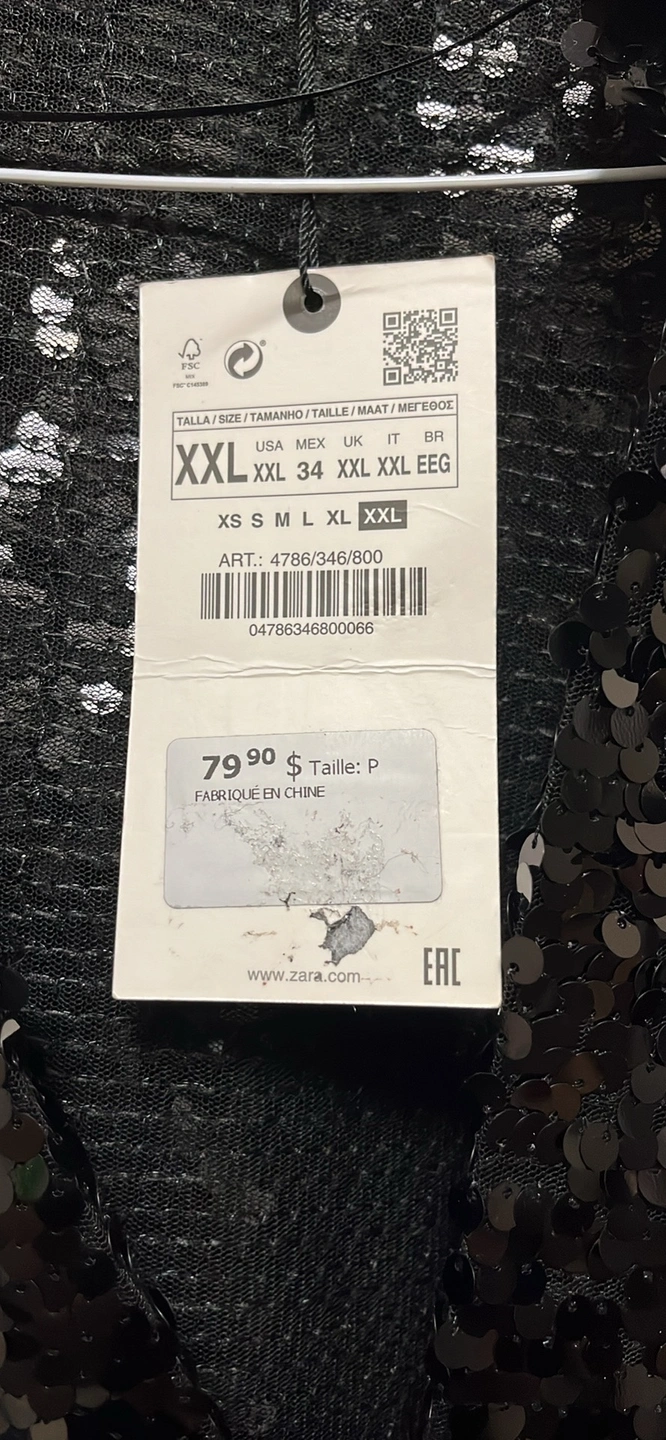 FSC
MIX
TALLA / SIZE / TAMANHO / TAILLE / MAAT / ΜΕΓΕΘΟΣ
XXL USA XXL MEX 34 UK XXL IT XXL BR EEG
XS S M L XL XXL
ART.: 4786/346/800
04786346800066
79 90 $ Taille: P
FABRIQUÉ EN CHINE
www.zara.com
EAC